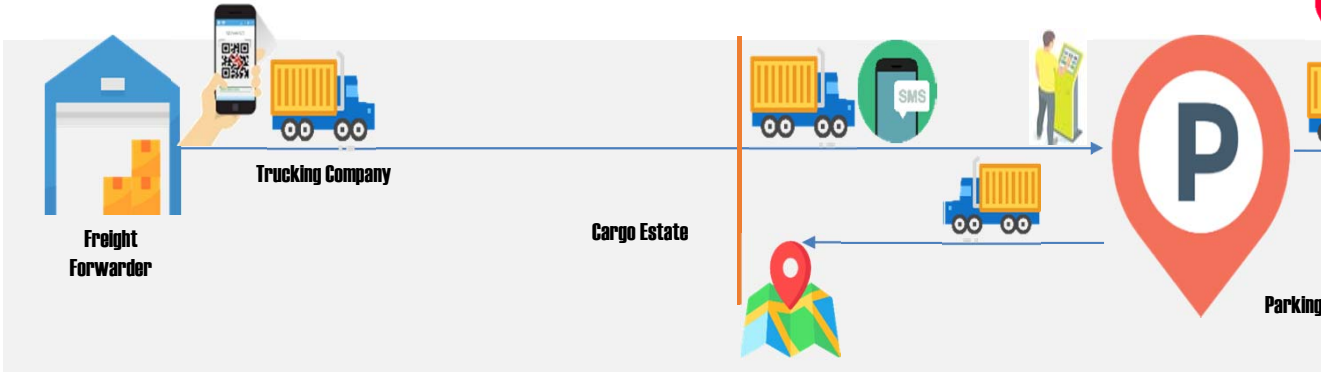 SMS
P
Trucking Company
Cargo Estate
Freight
Forwarder
Parking